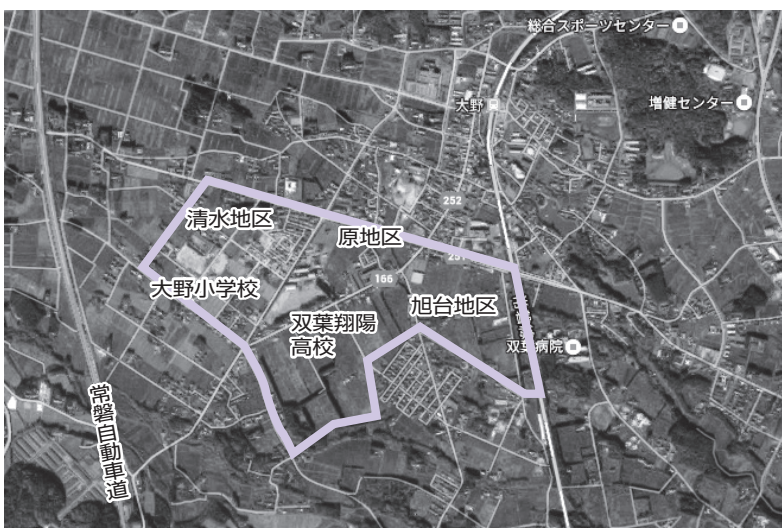 総合スポーツセンター
大野
増健センター
252
清水地区
原地区
251
166
大野小学校
旭台地区
双葉翔陽
高校
双葉病院
常磐自動車道